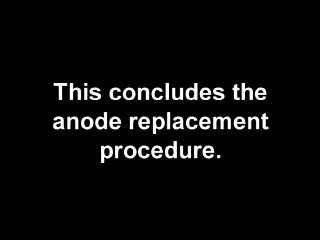 This concludes the
anode replacement
procedure.